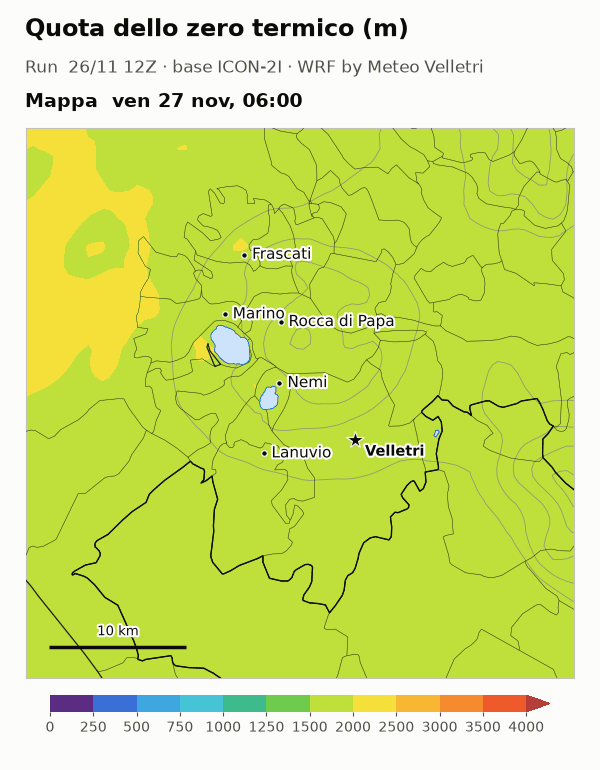 Quota dello zero termico (m)
Run  26/11 12Z · base ICON-2I · WRF by Meteo Velletri
Mappa  ven 27 nov, 06:00
Frascati
Marino
Rocca di Papa
Nemi
Velletri
Lanuvio
10 km
0 250 500 750 1000 1250 1500 2000 2500 3000 3500 4000